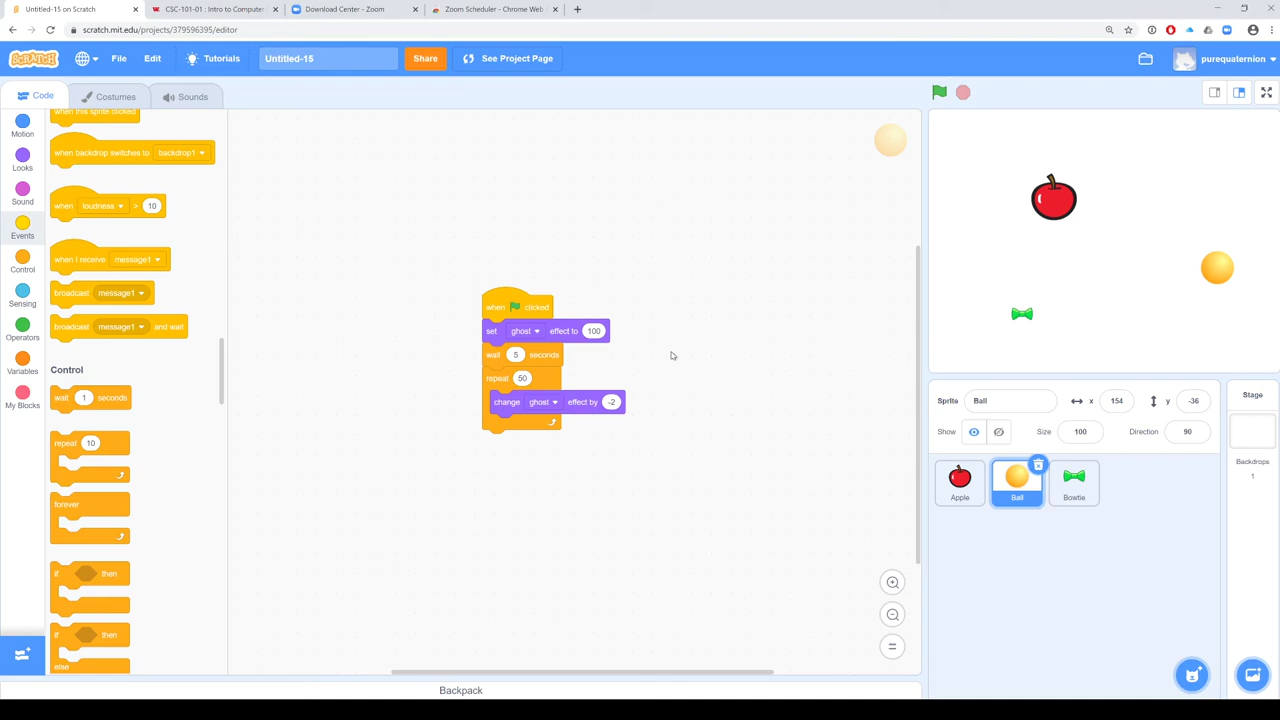 Untitled-15 on Scratch
CSC-101-01 : Intro to Computer
Download Center - Zoom
Zoom Scheduler - Chrome Web
scratch.mit.edu/projects/379596395/editor
SCRATCH
File
Edit
Tutorials
Untitled-15
Share
See Project Page
purequaternion
Code
Costumes
Sounds
Motion
Looks
Sound
Events
Control
Sensing
Operators
Variables
My Blocks
when this sprite clicked
when backdrop switches to backdrop1
when loudness > 10
when I receive message1
broadcast message1
broadcast message1 and wait
Control
wait 1 seconds
repeat 10
forever
if then
if then
else
when clicked
set ghost effect to 100
wait 5 seconds
repeat 50
change ghost effect by -2
Backpack
Sprite Ball x 154 y -36
Show Size 100 Direction 90
Apple
Ball
Bowtie
Stage
Backdrops
1